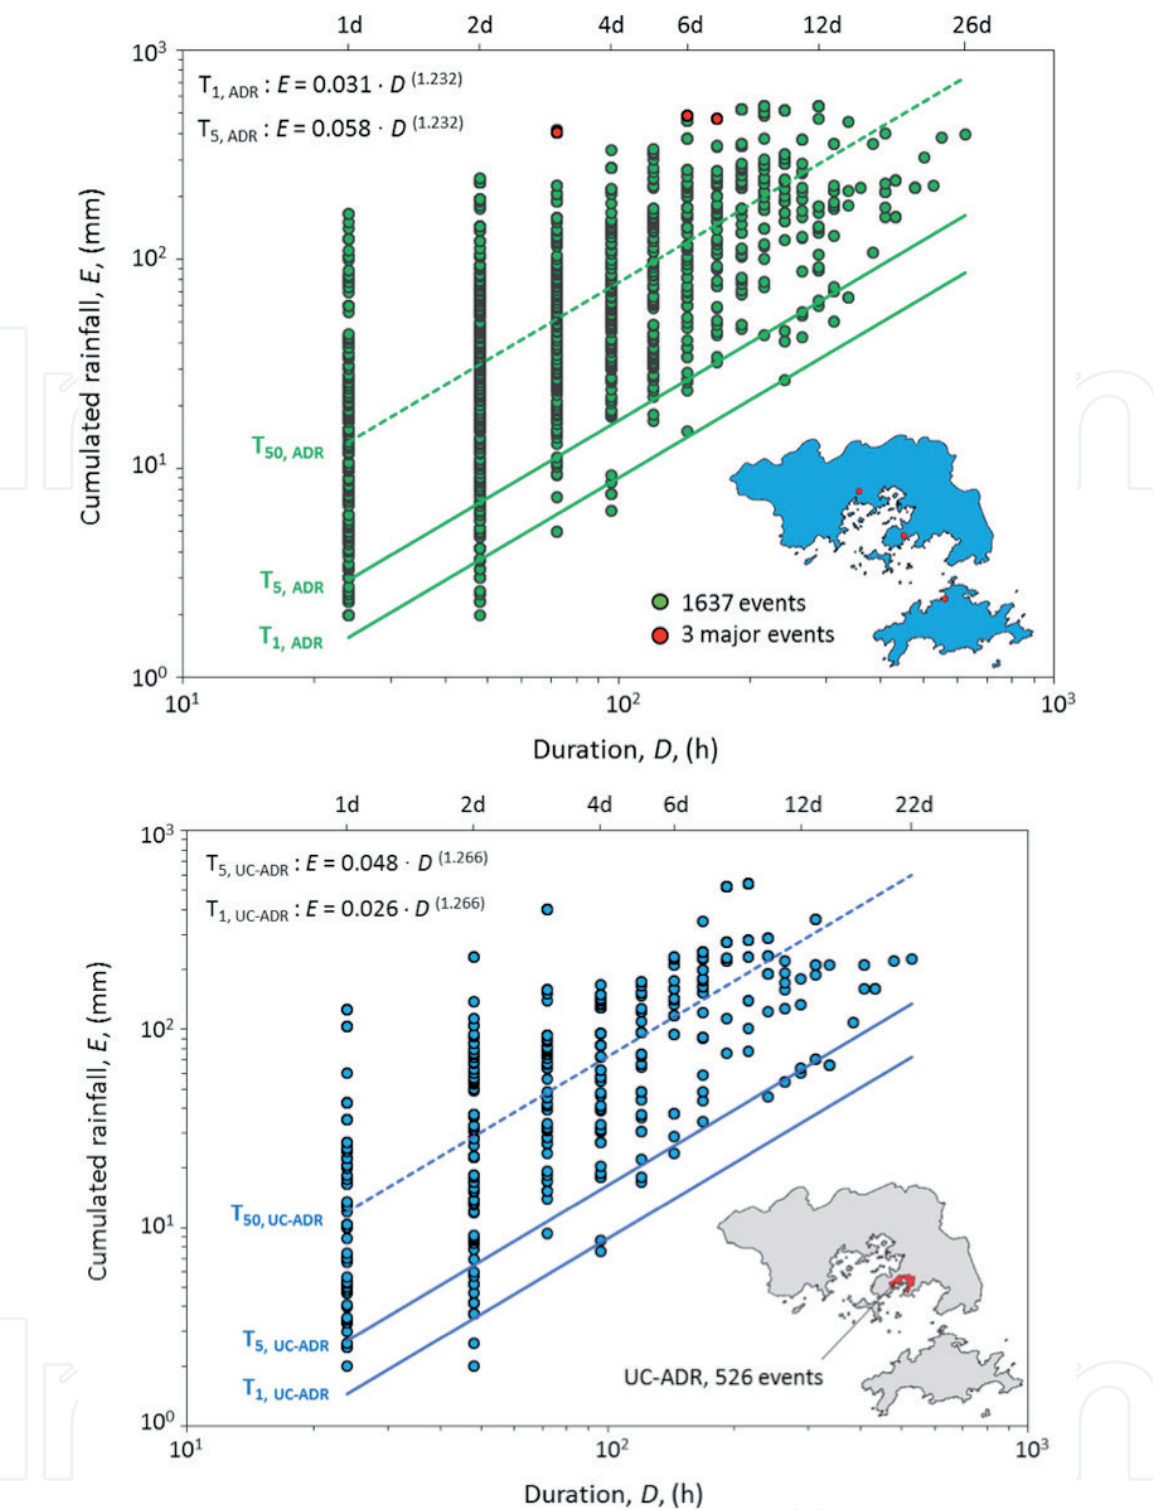 1d 2d 4d 6d 12d 26d
10³
T1, ADR : E = 0.031 · D (1.232)
T5, ADR : E = 0.058 · D (1.232)
Cumulated rainfall, E, (mm)
10²
T50, ADR
10¹
T5, ADR
1637 events
T1, ADR
3 major events
10⁰
10¹ 10² 10³
Duration, D, (h)
1d 2d 4d 6d 12d 22d
10³
T5, UC-ADR : E = 0.048 · D (1.266)
T1, UC-ADR : E = 0.026 · D (1.266)
Cumulated rainfall, E, (mm)
10²
T50, UC-ADR
10¹
T5, UC-ADR
UC-ADR, 526 events
T1, UC-ADR
10⁰
10¹ 10² 10³
Duration, D, (h)